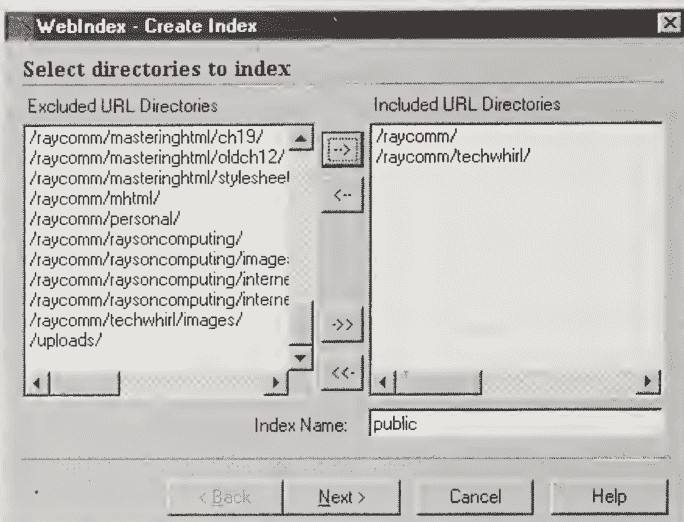 WebIndex - Create Index
Select directories to index
Excluded URL Directories
/raycomm/masteringhtml/ch19/
/raycomm/masteringhtml/oldch12/
/raycomm/masteringhtml/stylesheet
/raycomm/mhtml/
/raycomm/personal/
/raycomm/raysoncomputing/
/raycomm/raysoncomputing/images
/raycomm/raysoncomputing/interne
/raycomm/raysoncomputing/interne
/raycomm/techwhirl/images/
/uploads/
-->
<--
->>
<<-
Included URL Directories
/raycomm/
/raycomm/techwhirl/
Index Name: public
< Back Next > Cancel Help